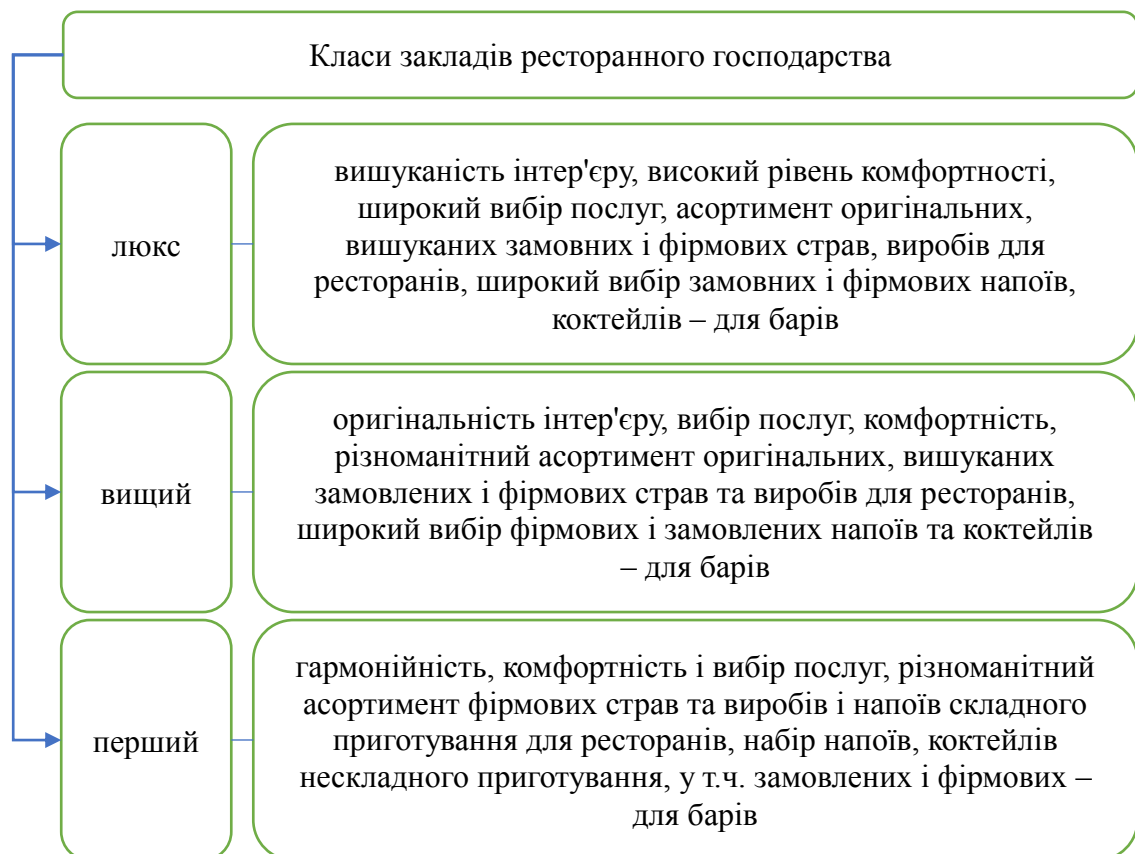 Класи закладів ресторанного господарства
люкс
вишуканість інтер'єру, високий рівень комфортності,
широкий вибір послуг, асортимент оригінальних,
вишуканих замовних і фірмових страв, виробів для
ресторанів, широкий вибір замовних і фірмових напоїв,
коктейлів – для барів
вищий
оригінальність інтер'єру, вибір послуг, комфортність,
різноманітний асортимент оригінальних, вишуканих
замовлених і фірмових страв та виробів для ресторанів,
широкий вибір фірмових і замовлених напоїв та коктейлів
– для барів
перший
гармонійність, комфортність і вибір послуг, різноманітний
асортимент фірмових страв та виробів і напоїв складного
приготування для ресторанів, набір напоїв, коктейлів
нескладного приготування, у т.ч. замовлених і фірмових –
для барів